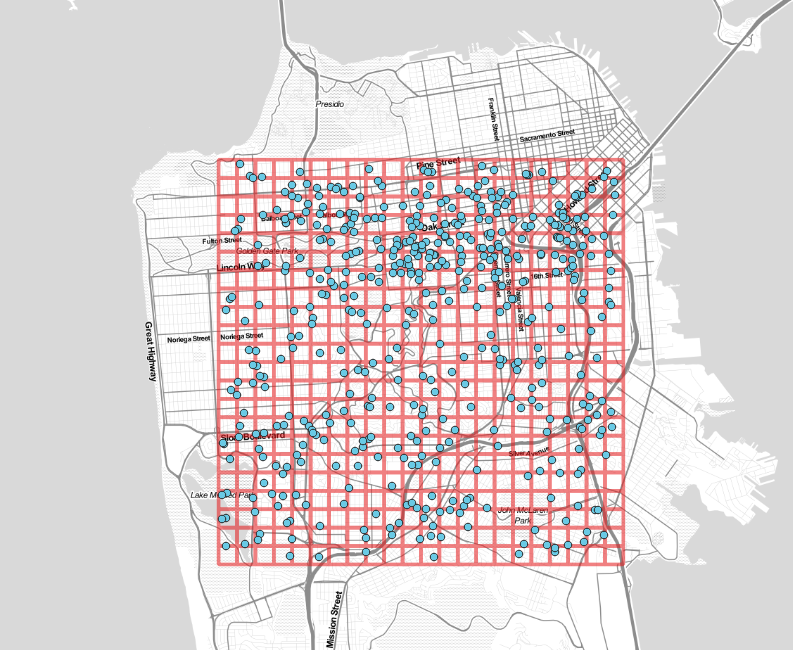 Presidio
Franklin Street
Sacramento Street
Pine Street
Oak
Fulton Street
Golden Gate Park
Lincoln Way
16th Street
Great Highway
Noriega Street
Noriega Street
Sloat Boulevard
Silver Avenue
Lake Merced Park
John McLaren
Park
Mission Street